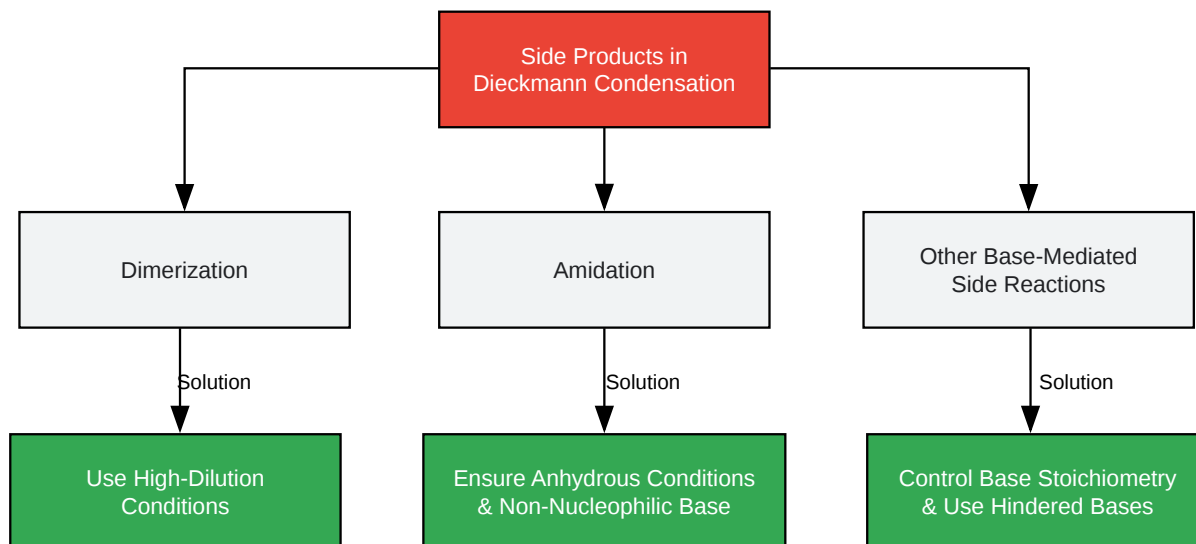 Side Products in
Dieckmann Condensation
Dimerization
Amidation
Other Base-Mediated
Side Reactions
Solution
Solution
Solution
Use High-Dilution
Conditions
Ensure Anhydrous Conditions
& Non-Nucleophilic Base
Control Base Stoichiometry
& Use Hindered Bases